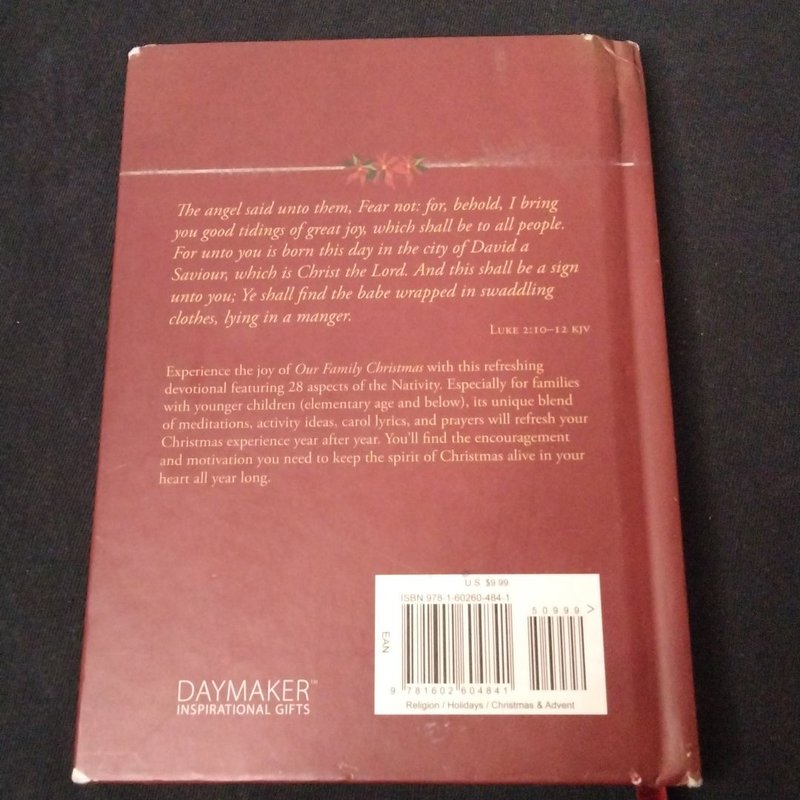 The angel said unto them, Fear not: for, behold, I bring
you good tidings of great joy, which shall be to all people.
For unto you is born this day in the city of David a
Saviour, which is Christ the Lord. And this shall be a sign
unto you; Ye shall find the babe wrapped in swaddling
clothes, lying in a manger.
LUKE 2:10–12 KJV
Experience the joy of Our Family Christmas with this refreshing
devotional featuring 28 aspects of the Nativity. Especially for families
with younger children (elementary age and below), its unique blend
of meditations, activity ideas, carol lyrics, and prayers will refresh your
Christmas experience year after year. You'll find the encouragement
and motivation you need to keep the spirit of Christmas alive in your
heart all year long.
U.S. $9.99
ISBN 978-1-60260-484-1
50999>
EAN
9 781602 604841
Religion / Holidays / Christmas & Advent
DAYMAKER™
INSPIRATIONAL GIFTS